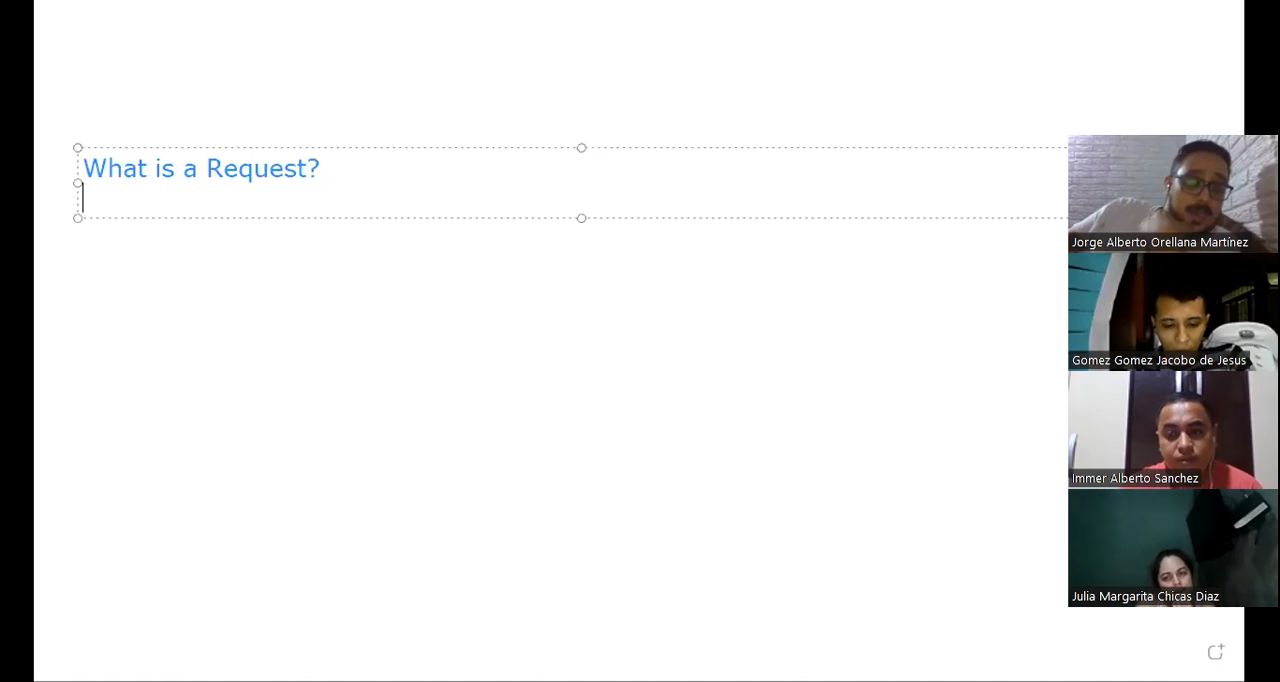 What is a Request?
Jorge Alberto Orellana Martínez
Gomez Gomez Jacobo de Jesus
Immer Alberto Sanchez
Julia Margarita Chicas Diaz